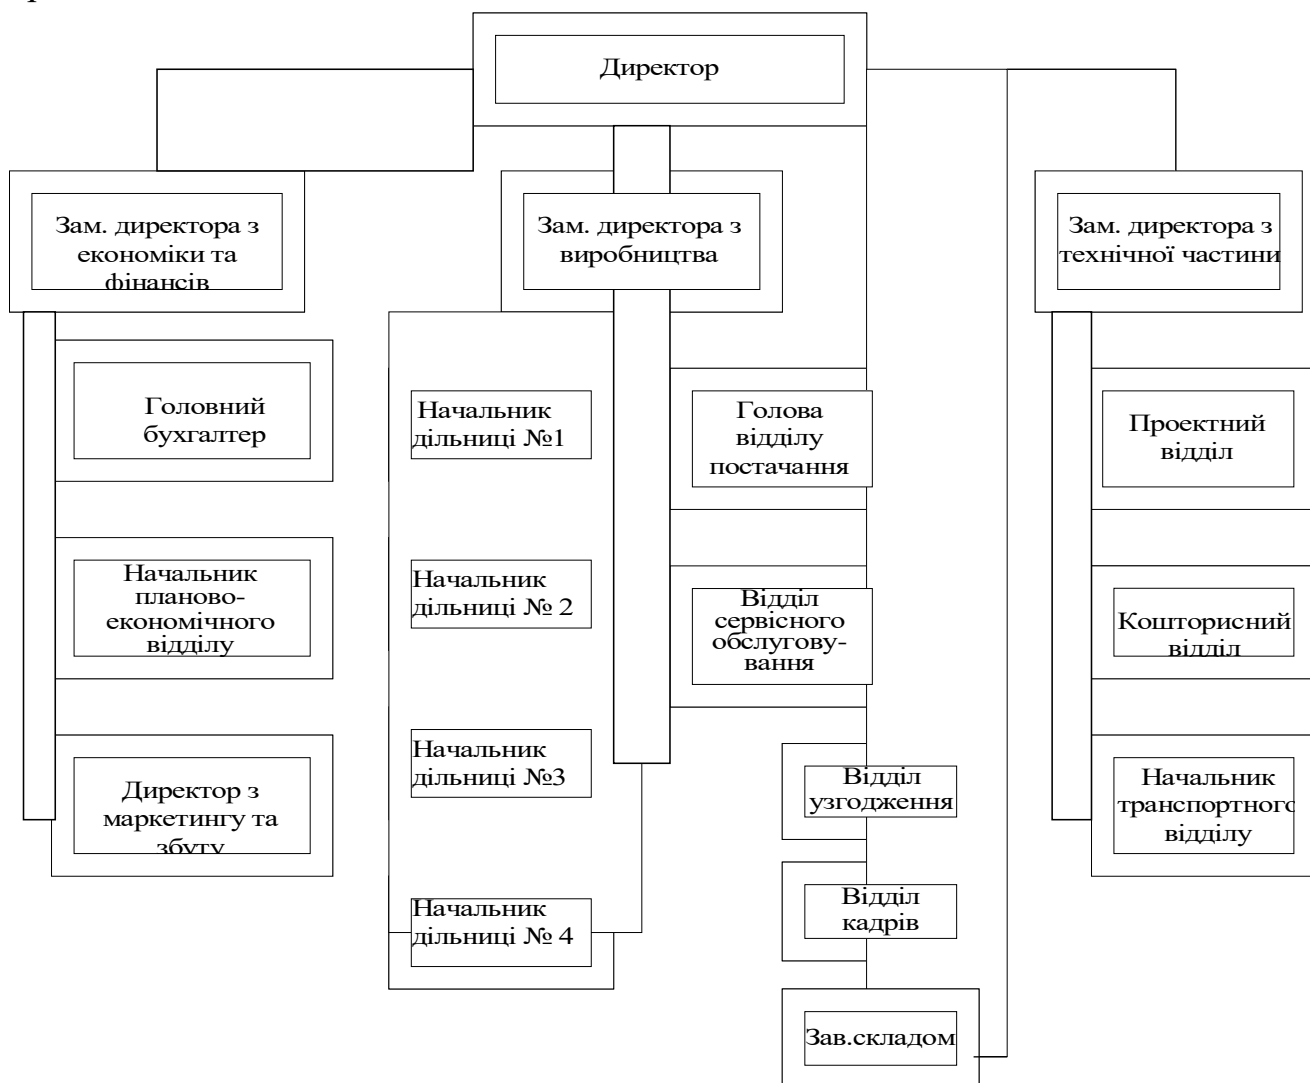 Директор
Зам. директора з
економіки та
фінансів
Зам. директора з
виробництва
Зам. директора з
технічної частини
Головний
бухгалтер
Начальник
дільниці №1
Голова
відділу
постачання
Проектний
відділ
Начальник
планово-
економічного
відділу
Начальник
дільниці № 2
Відділ
сервісного
обслугову-
вання
Кошторисний
відділ
Директор з
маркетингу та
збуту
Начальник
дільниці №3
Відділ
узгодження
Начальник
транспортного
відділу
Начальник
дільниці № 4
Відділ
кадрів
Зав.складом